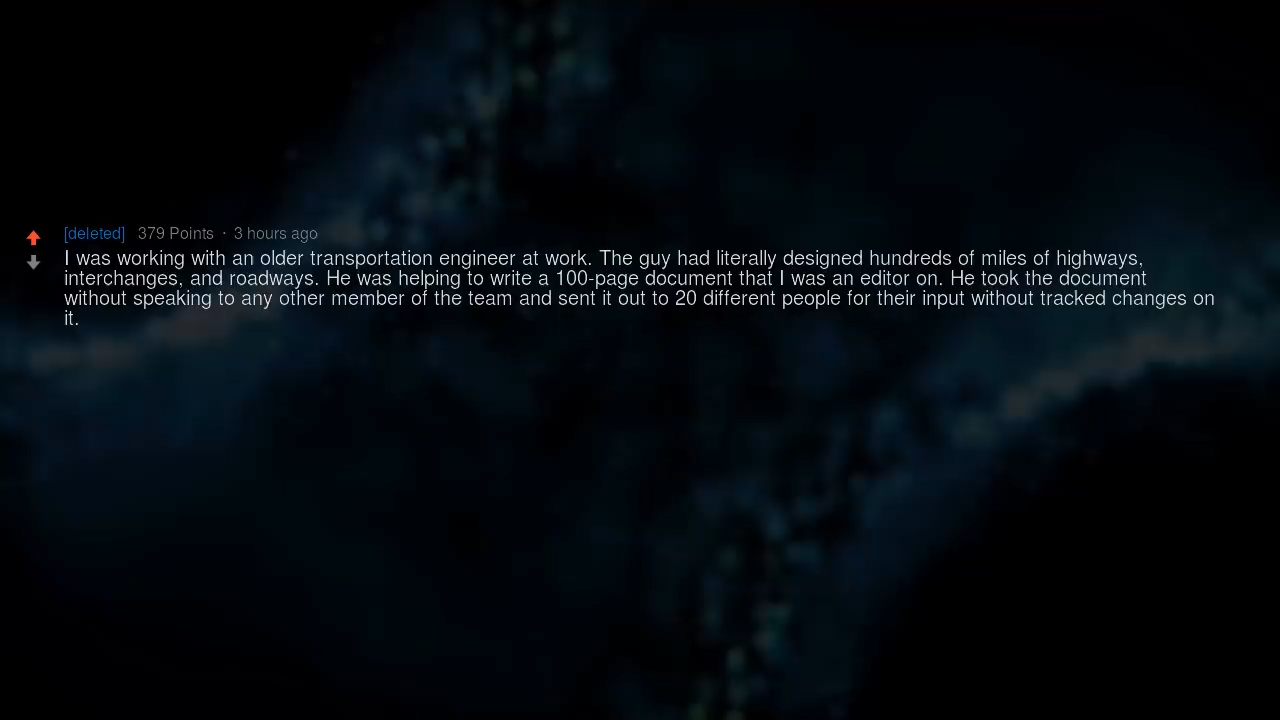 [deleted] 379 Points · 3 hours ago
I was working with an older transportation engineer at work. The guy had literally designed hundreds of miles of highways,
interchanges, and roadways. He was helping to write a 100-page document that I was an editor on. He took the document
without speaking to any other member of the team and sent it out to 20 different people for their input without tracked changes on
it.